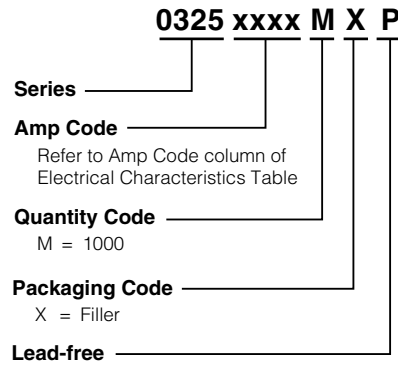 0325 xxxx M X P
Series
Amp Code
Refer to Amp Code column of
Electrical Characteristics Table
Quantity Code
M = 1000
Packaging Code
X = Filler
Lead-free